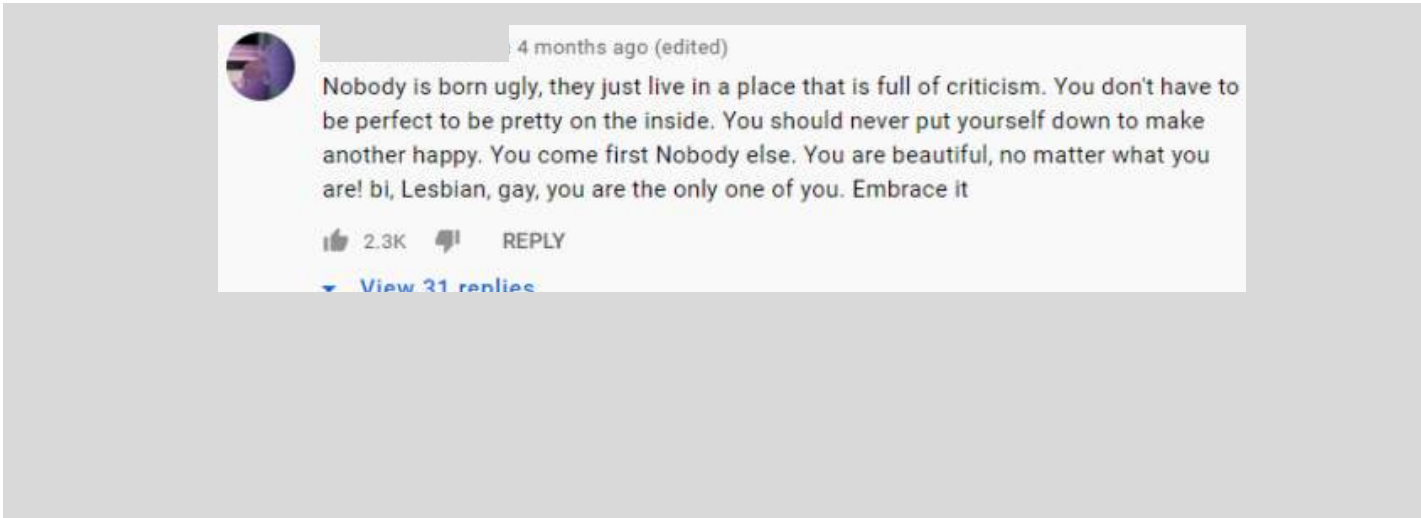 4 months ago (edited)
Nobody is born ugly, they just live in a place that is full of criticism. You don't have to
be perfect to be pretty on the inside. You should never put yourself down to make
another happy. You come first Nobody else. You are beautiful, no matter what you
are! bi, Lesbian, gay, you are the only one of you. Embrace it
2.3K REPLY
View 31 replies